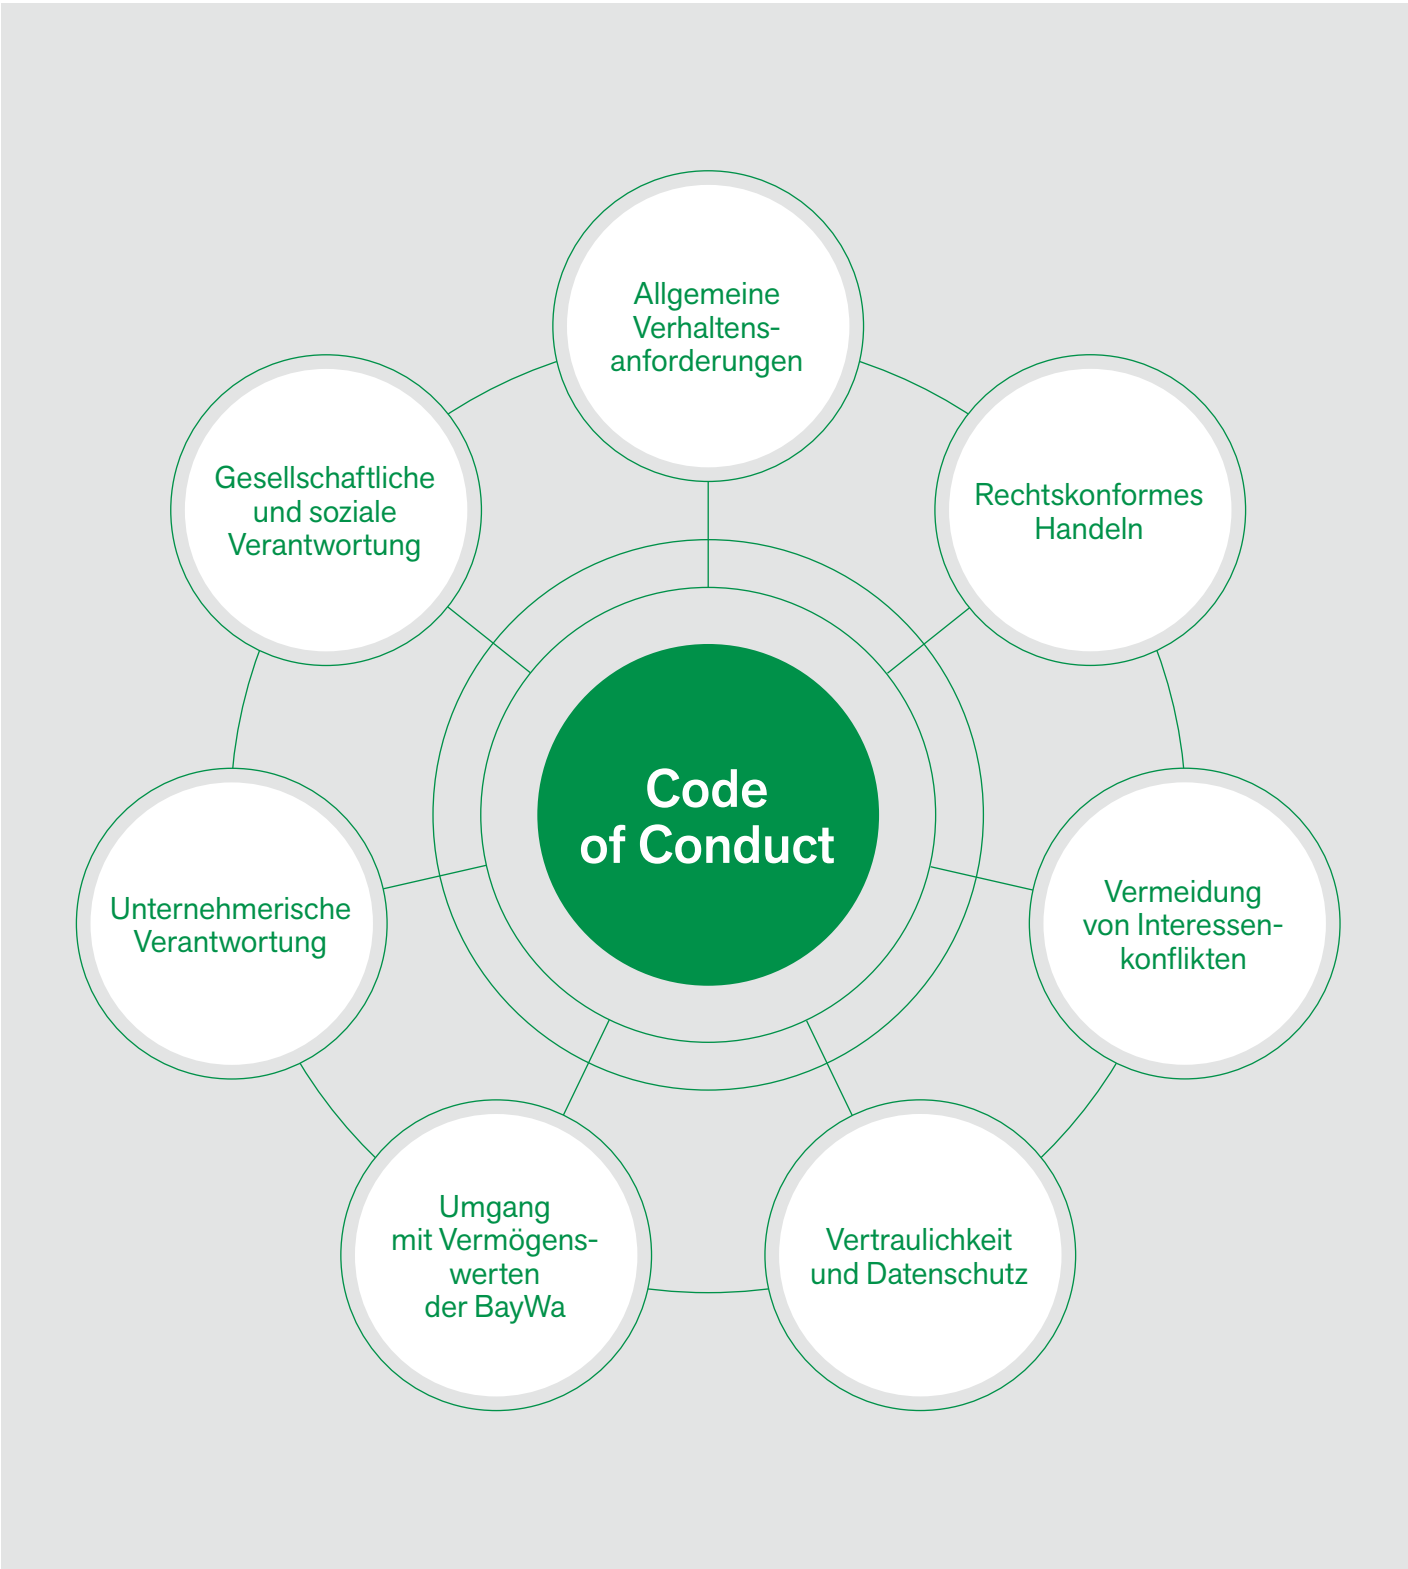 Allgemeine
Verhaltens-
anforderungen
Rechtskonformes
Handeln
Vermeidung
von Interessen-
konflikten
Vertraulichkeit
und Datenschutz
Umgang
mit Vermögens-
werten
der BayWa
Unternehmerische
Verantwortung
Gesellschaftliche
und soziale
Verantwortung
Code
of Conduct